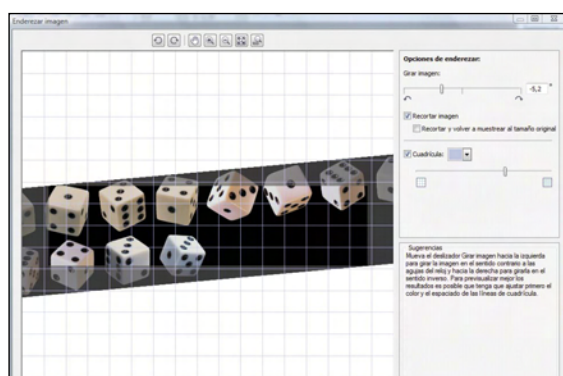 Enderezar imagen
Opciones de enderezar:
Girar imagen:
-5,2 °
Recortar imagen
Recortar y volver a muestrear al tamaño original
Cuadrícula:
Sugerencias
Mueva el deslizador Girar imagen hacia la izquierda
para girar la imagen en el sentido contrario a las
agujas del reloj y hacia la derecha para girarla en el
sentido inverso. Para previsualizar mejor los
resultados es posible que tenga que ajustar primero el
color y el espaciado de las líneas de cuadrícula.